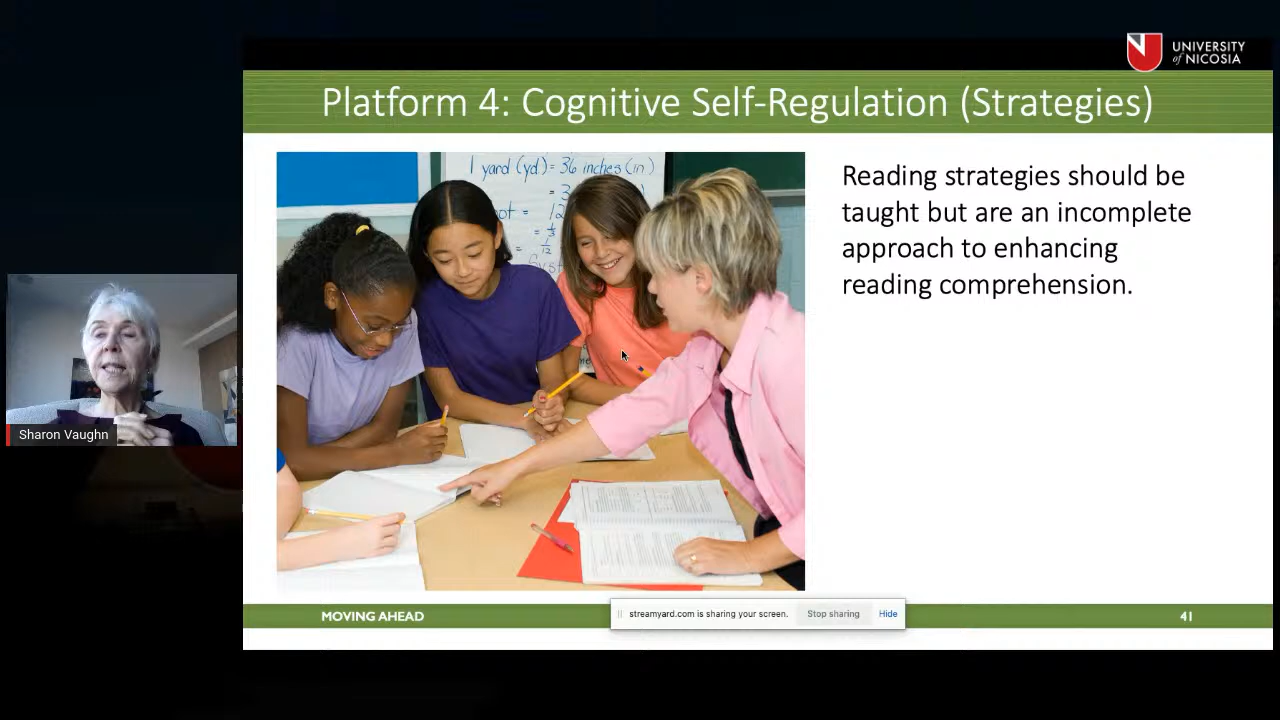 UNIVERSITY
of NICOSIA
Platform 4: Cognitive Self-Regulation (Strategies)
1 yard (yd.) = 36 inches (in)
Reading strategies should be
taught but are an incomplete
approach to enhancing
reading comprehension.
Sharon Vaughn
MOVING AHEAD
streamyard.com is sharing your screen.
Stop sharing
Hide
41